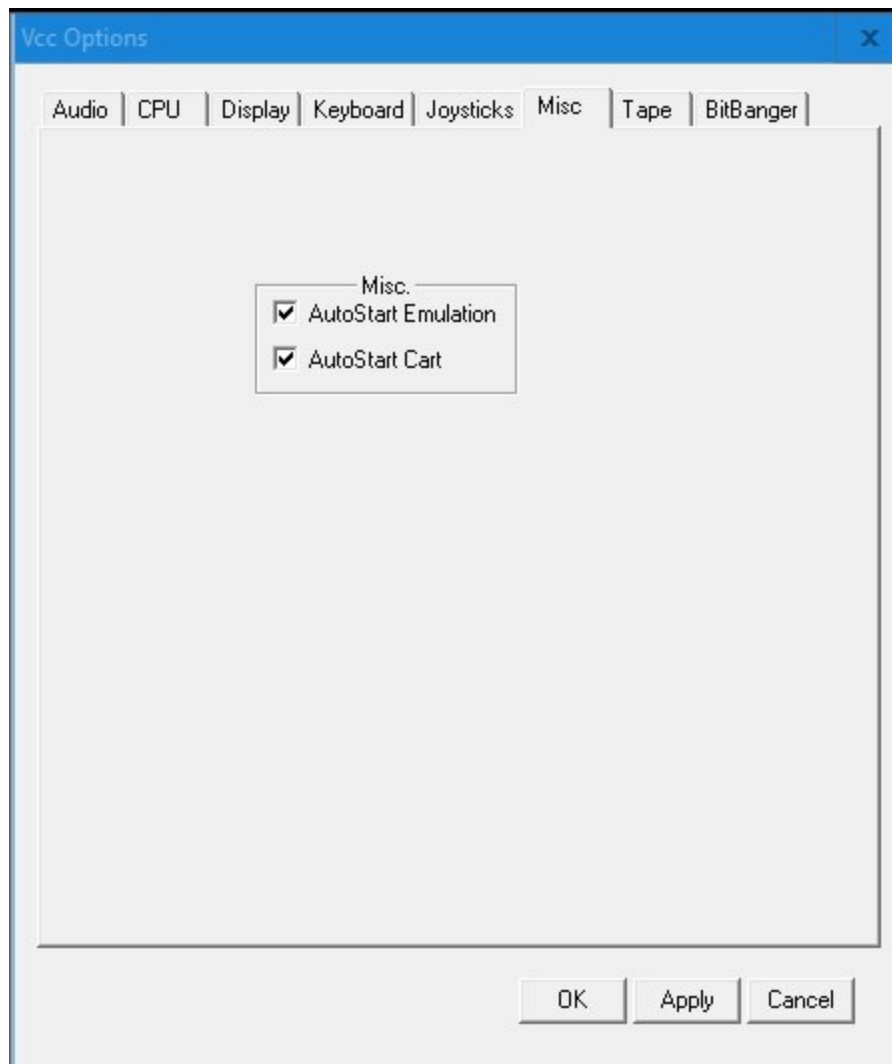 Vcc Options
Audio CPU Display Keyboard Joysticks Misc Tape BitBanger
Misc.
AutoStart Emulation
AutoStart Cart
OK Apply Cancel